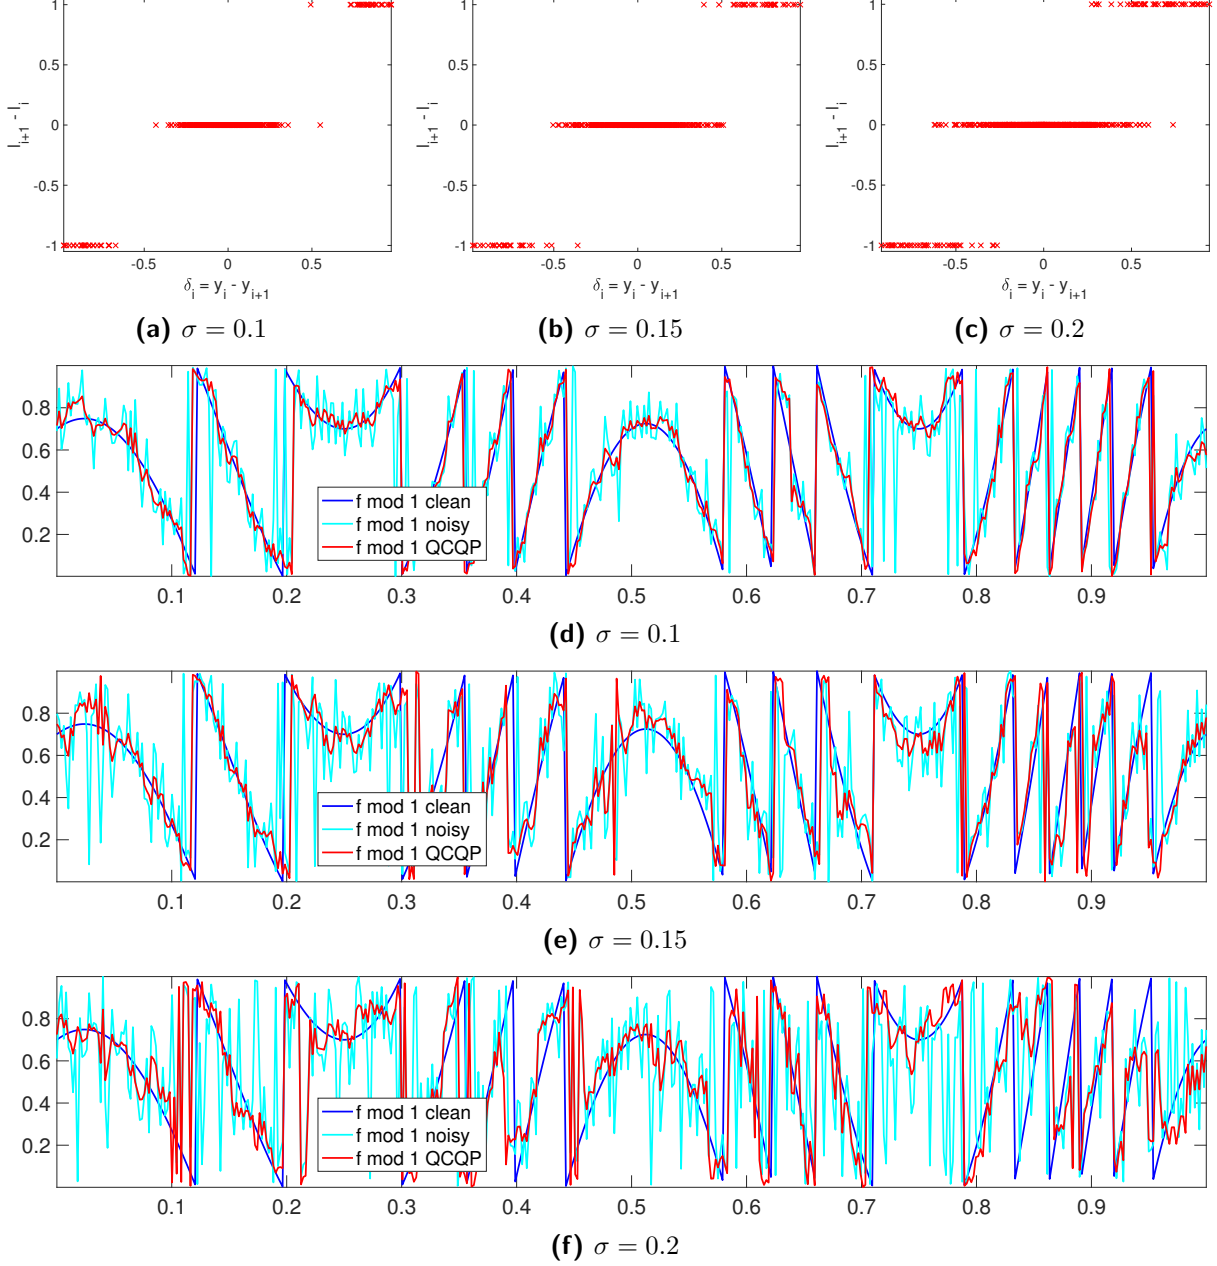 1
0.5
0
-0.5
-1
l_{i+1} - l_i
-0.5 0 0.5
δ_i = y_i - y_{i+1}
(a) σ = 0.1
1
0.5
0
-0.5
-1
l_{i+1} - l_i
-0.5 0 0.5
δ_i = y_i - y_{i+1}
(b) σ = 0.15
1
0.5
0
-0.5
-1
l_{i+1} - l_i
-0.5 0 0.5
δ_i = y_i - y_{i+1}
(c) σ = 0.2
0.8
0.6
0.4
0.2
f mod 1 clean
f mod 1 noisy
f mod 1 QCQP
0.1 0.2 0.3 0.4 0.5 0.6 0.7 0.8 0.9
(d) σ = 0.1
0.8
0.6
0.4
0.2
f mod 1 clean
f mod 1 noisy
f mod 1 QCQP
0.1 0.2 0.3 0.4 0.5 0.6 0.7 0.8 0.9
(e) σ = 0.15
0.8
0.6
0.4
0.2
f mod 1 clean
f mod 1 noisy
f mod 1 QCQP
0.1 0.2 0.3 0.4 0.5 0.6 0.7 0.8 0.9
(f) σ = 0.2